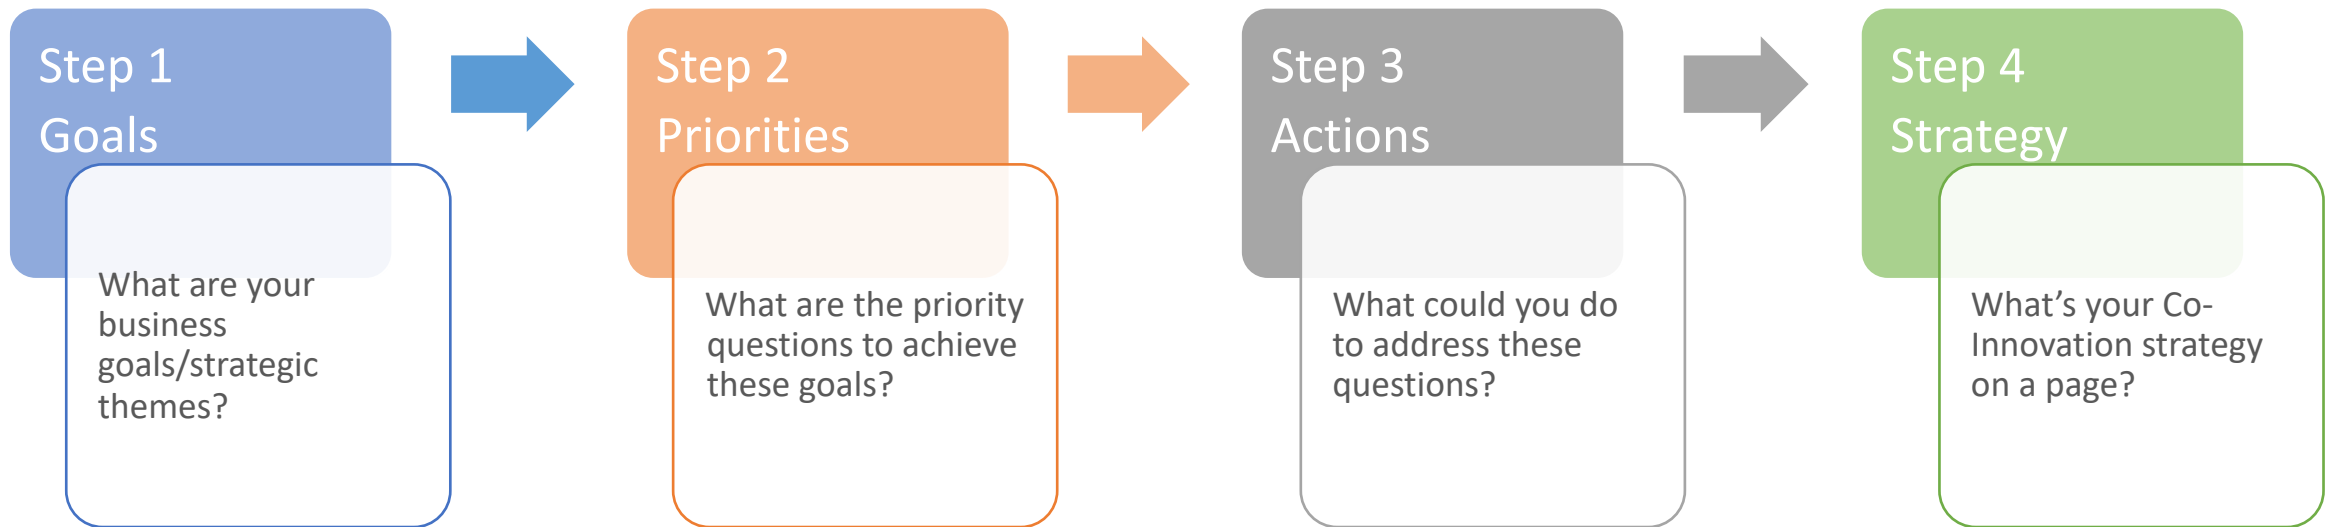 Step 1
Goals
What are your
business
goals/strategic
themes?
Step 2
Priorities
What are the priority
questions to achieve
these goals?
Step 3
Actions
What could you do
to address these
questions?
Step 4
Strategy
What’s your Co-
Innovation strategy
on a page?